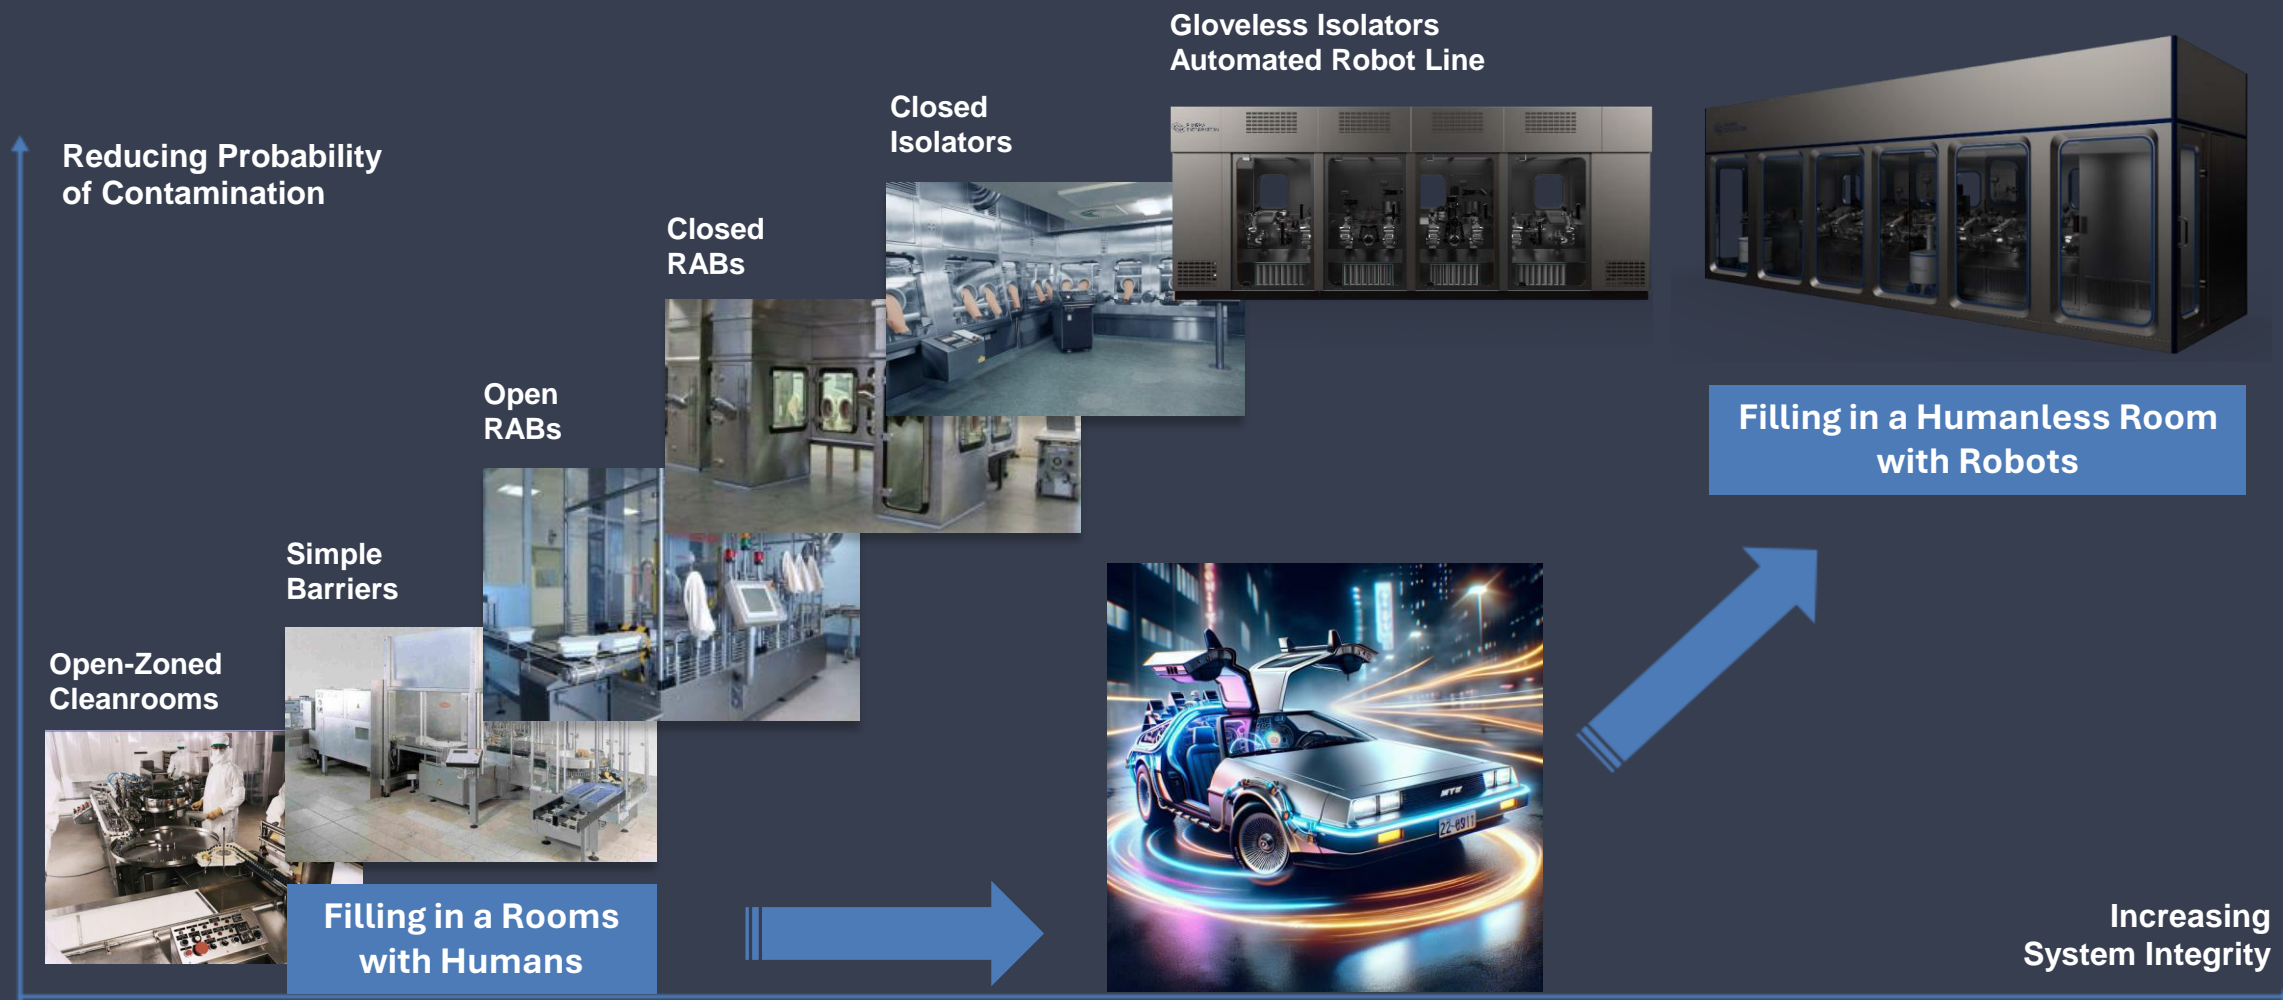 Gloveless Isolators
Automated Robot Line
Closed
Isolators
Reducing Probability
of Contamination
Closed
RABs
Open
RABs
Filling in a Humanless Room
with Robots
Simple
Barriers
Open-Zoned
Cleanrooms
Filling in a Rooms
with Humans
Increasing
System Integrity